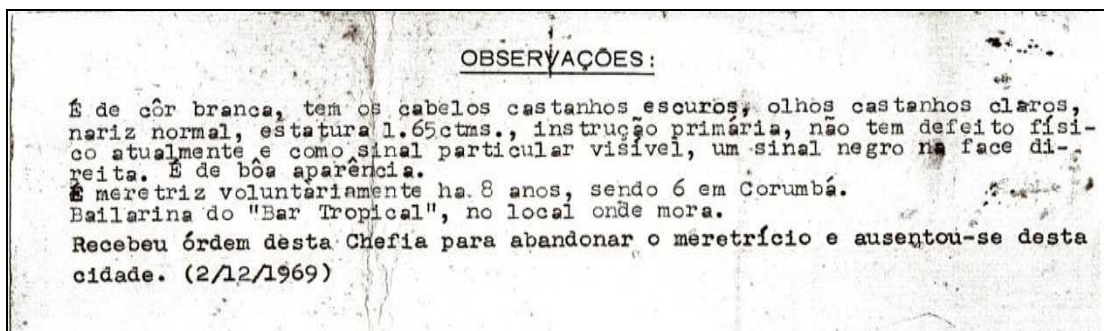 OBSERVAÇÕES:
É de côr branca, tem os cabelos castanhos escuros, olhos castanhos claros,
nariz normal, estatura 1.65ctms., instrução primária, não tem defeito físi-
co atualmente e como sinal particular visível, um sinal negro na face di-
reita. É de bôa aparência.
É meretriz voluntàriamente ha 8 anos, sendo 6 em Corumbá.
Bailarina do "Bar Tropical", no local onde mora.
Recebeu órdem desta Chefia para abandonar o meretrício e ausentou-se desta
cidade. (2/12/1969)